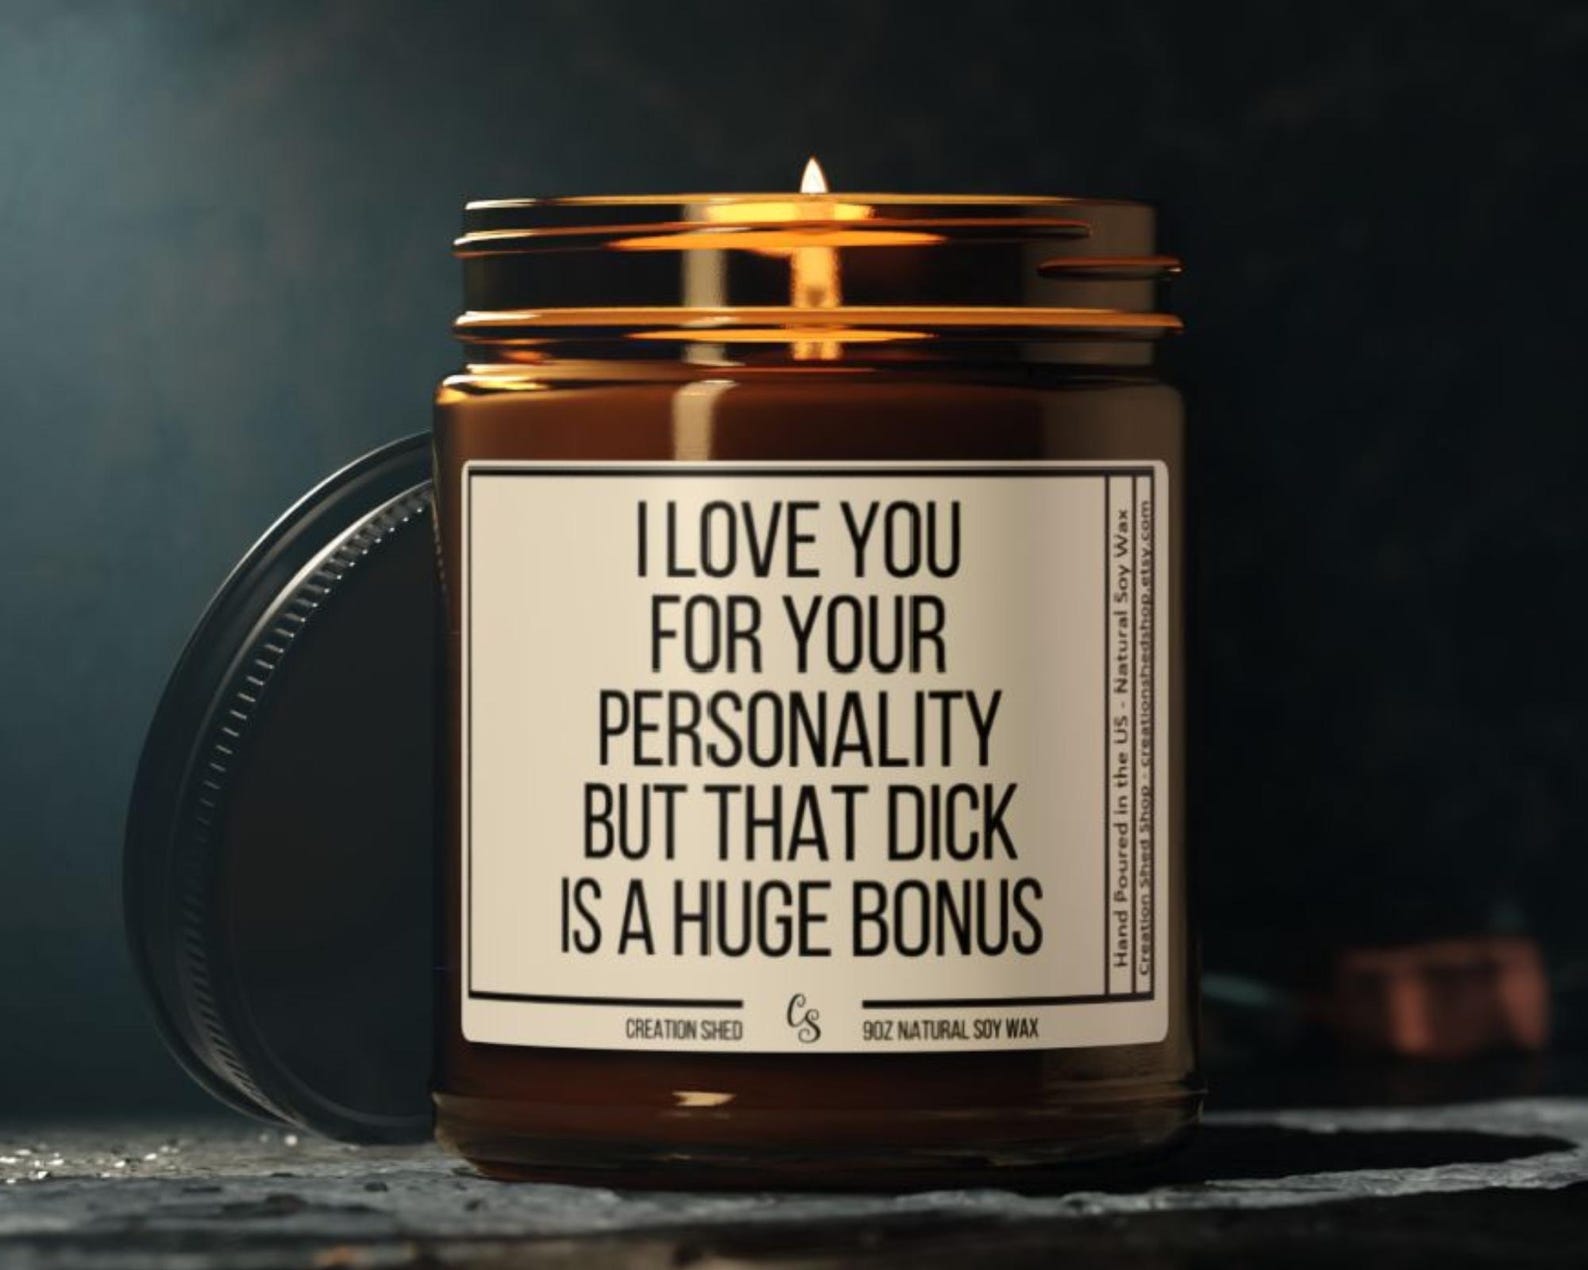 I LOVE YOU
FOR YOUR
PERSONALITY
BUT THAT DICK
IS A HUGE BONUS
CREATION SHED
CS
9OZ NATURAL SOY WAX
Hand Poured in the US - Natural Soy Wax
Creation Shed Shop - creationshedshop.etsy.com